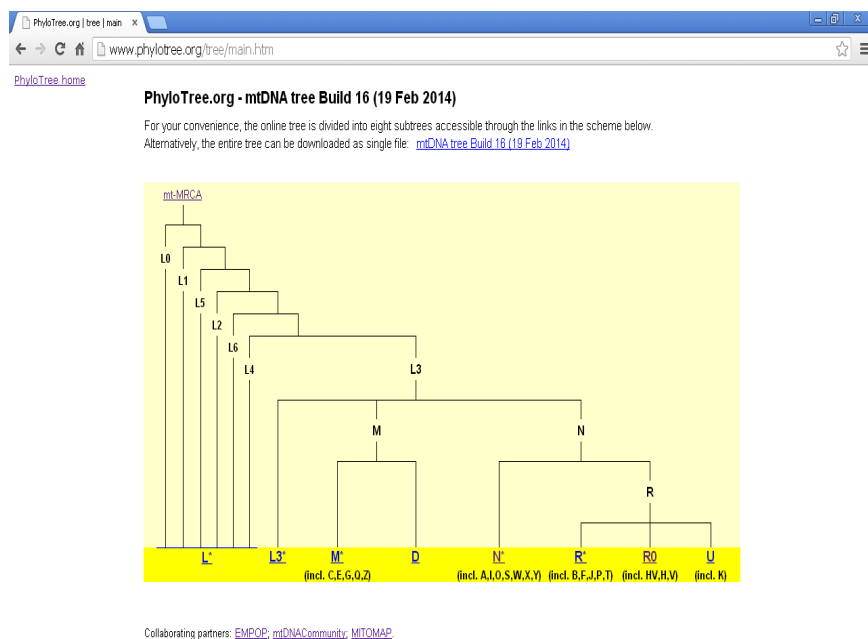 PhyloTree.org | tree | main
www.phylotree.org/tree/main.htm
PhyloTree home
PhyloTree.org - mtDNA tree Build 16 (19 Feb 2014)
For your convenience, the online tree is divided into eight subtrees accessible through the links in the scheme below.
Alternatively, the entire tree can be downloaded as single file: mtDNA tree Build 16 (19 Feb 2014)
mt-MRCA
L0
L1
L5
L2
L6
L4
L3
M
N
R
L* L3* M* D N* R* R0 U
(incl. C,E,G,Q,Z) (incl. A,I,O,S,W,X,Y) (incl. B,F,J,P,T) (incl. HV,H,V) (incl. K)
Collaborating partners: EMPOP; mtDNACommunity; MITOMAP.